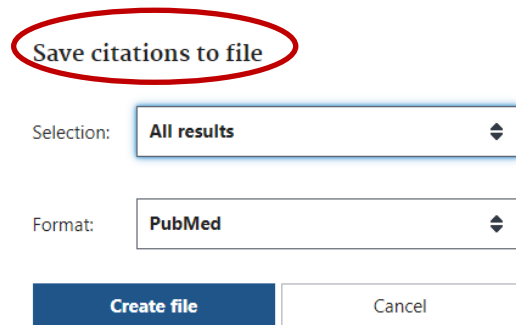 Save citations to file
Selection: All results
Format: PubMed
Create file Cancel